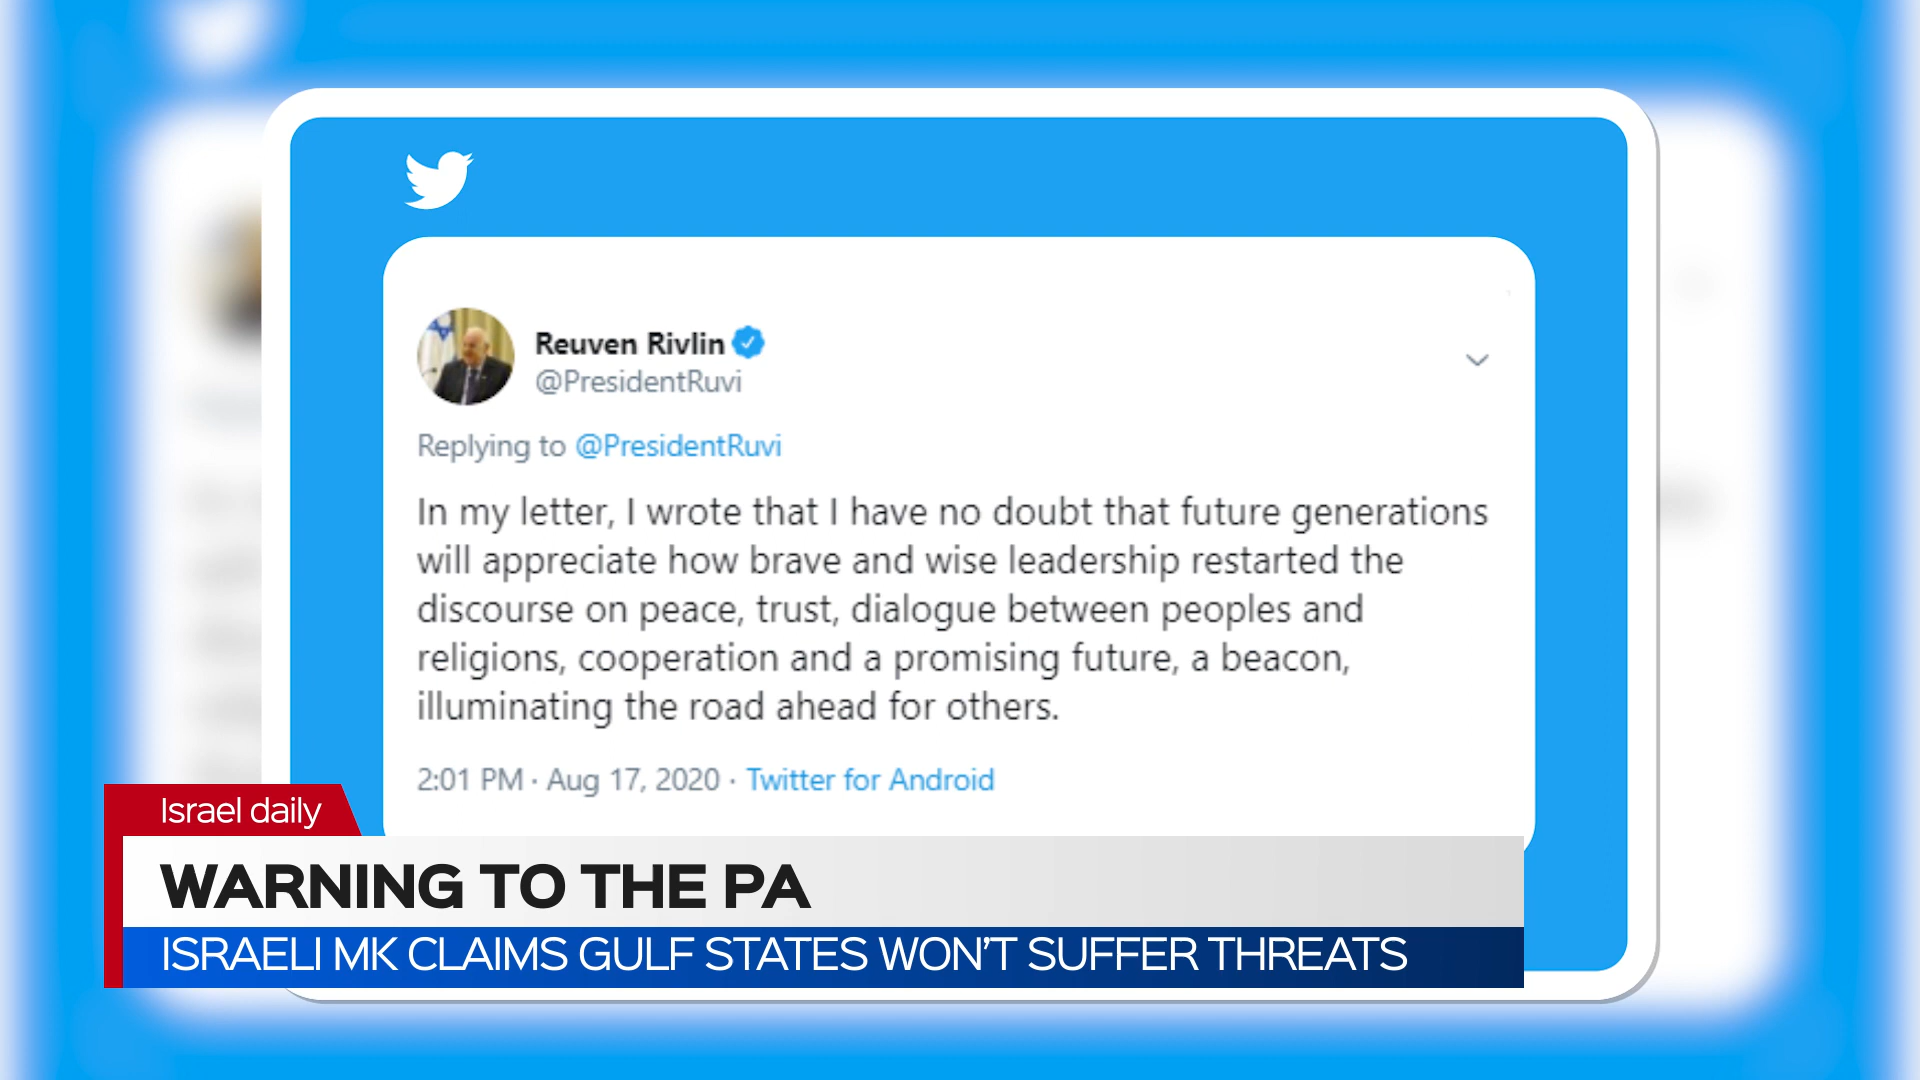 Reuven Rivlin
@PresidentRuvi
Replying to @PresidentRuvi
In my letter, I wrote that I have no doubt that future generations
will appreciate how brave and wise leadership restarted the
discourse on peace, trust, dialogue between peoples and
religions, cooperation and a promising future, a beacon,
illuminating the road ahead for others.
2:01 PM · Aug 17, 2020 · Twitter for Android
Israel daily
WARNING TO THE PA
ISRAELI MK CLAIMS GULF STATES WON'T SUFFER THREATS